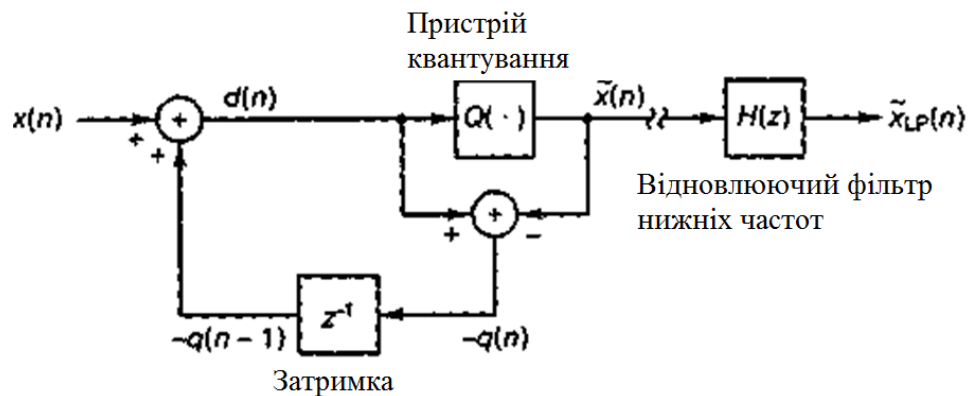 Пристрій
квантування
x(n) + + + d(n) Q( · ) x̃(n) H(z) x̃LP(n)
Відновлюючий фільтр
нижніх частот
+ + −
−q(n − 1) z⁻¹ −q(n)
Затримка